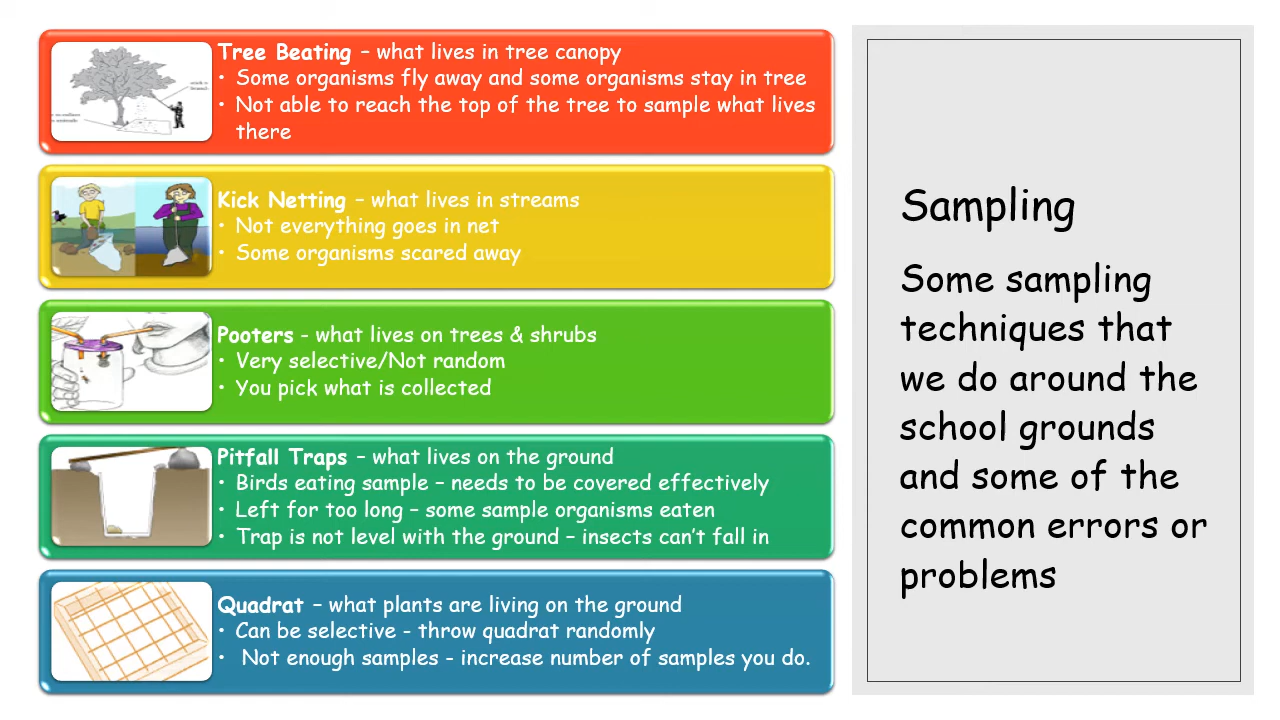 Tree Beating – what lives in tree canopy
• Some organisms fly away and some organisms stay in tree
• Not able to reach the top of the tree to sample what lives
there
Kick Netting – what lives in streams
• Not everything goes in net
• Some organisms scared away
Pooters - what lives on trees & shrubs
• Very selective/Not random
• You pick what is collected
Pitfall Traps – what lives on the ground
• Birds eating sample – needs to be covered effectively
• Left for too long – some sample organisms eaten
• Trap is not level with the ground – insects can’t fall in
Quadrat – what plants are living on the ground
• Can be selective - throw quadrat randomly
• Not enough samples - increase number of samples you do.
Sampling
Some sampling
techniques that
we do around the
school grounds
and some of the
common errors or
problems